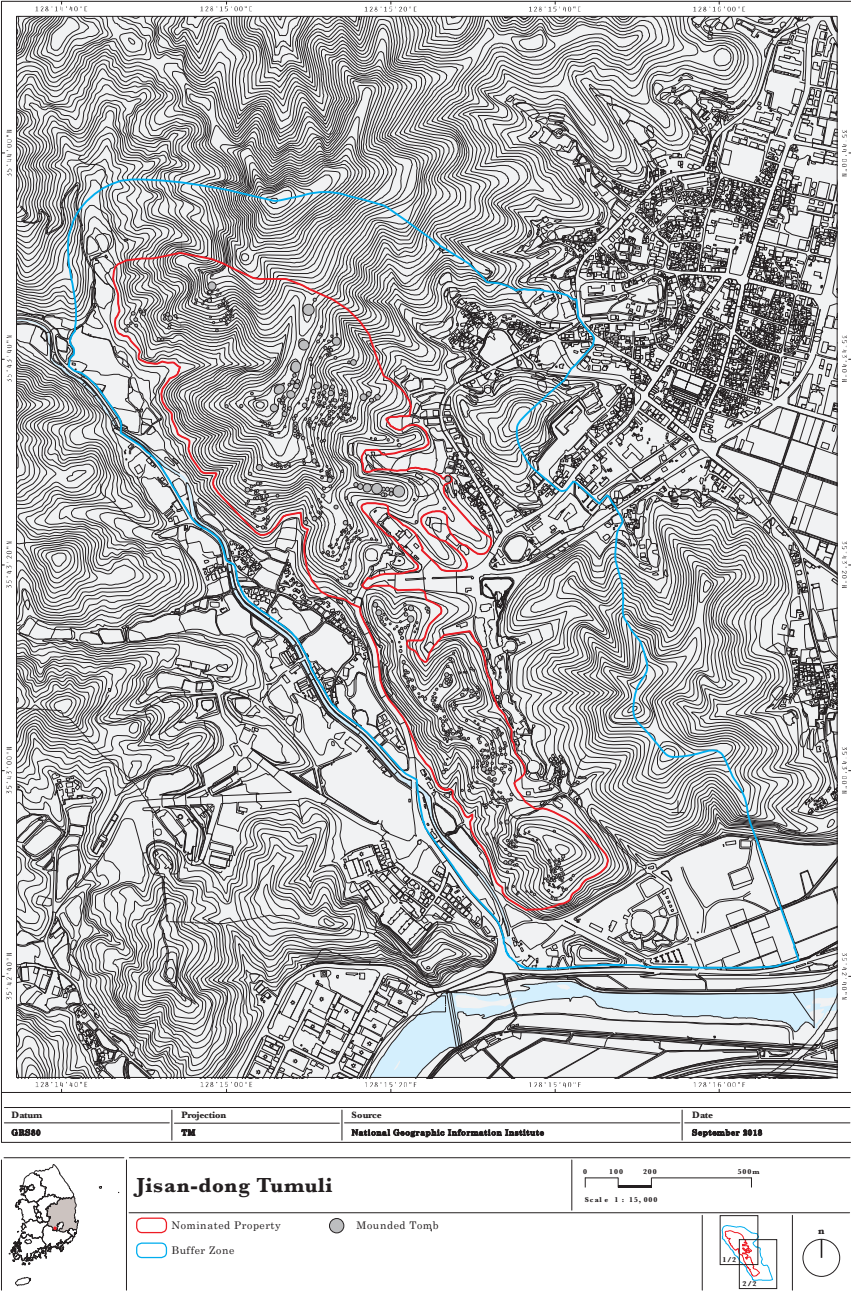 128°14'40"E 128°15'00"E 128°15'20"E 128°15'40"E 128°16'00"E
35°44'00"N 35°44'00"N
35°43'40"N 35°43'40"N
35°43'20"N 35°43'20"N
35°43'00"N 35°43'00"N
35°42'40"N 35°42'40"N
128°14'40"E 128°15'00"E 128°15'20"E 128°15'40"E 128°16'00"E
Datum Projection Source Date
GRS80 TM National Geographic Information Institute September 2018
Jisan-dong Tumuli
0 100 200 500m
Scale 1 : 15,000
Nominated Property Mounded Tomb
Buffer Zone
1/2
2/2
n